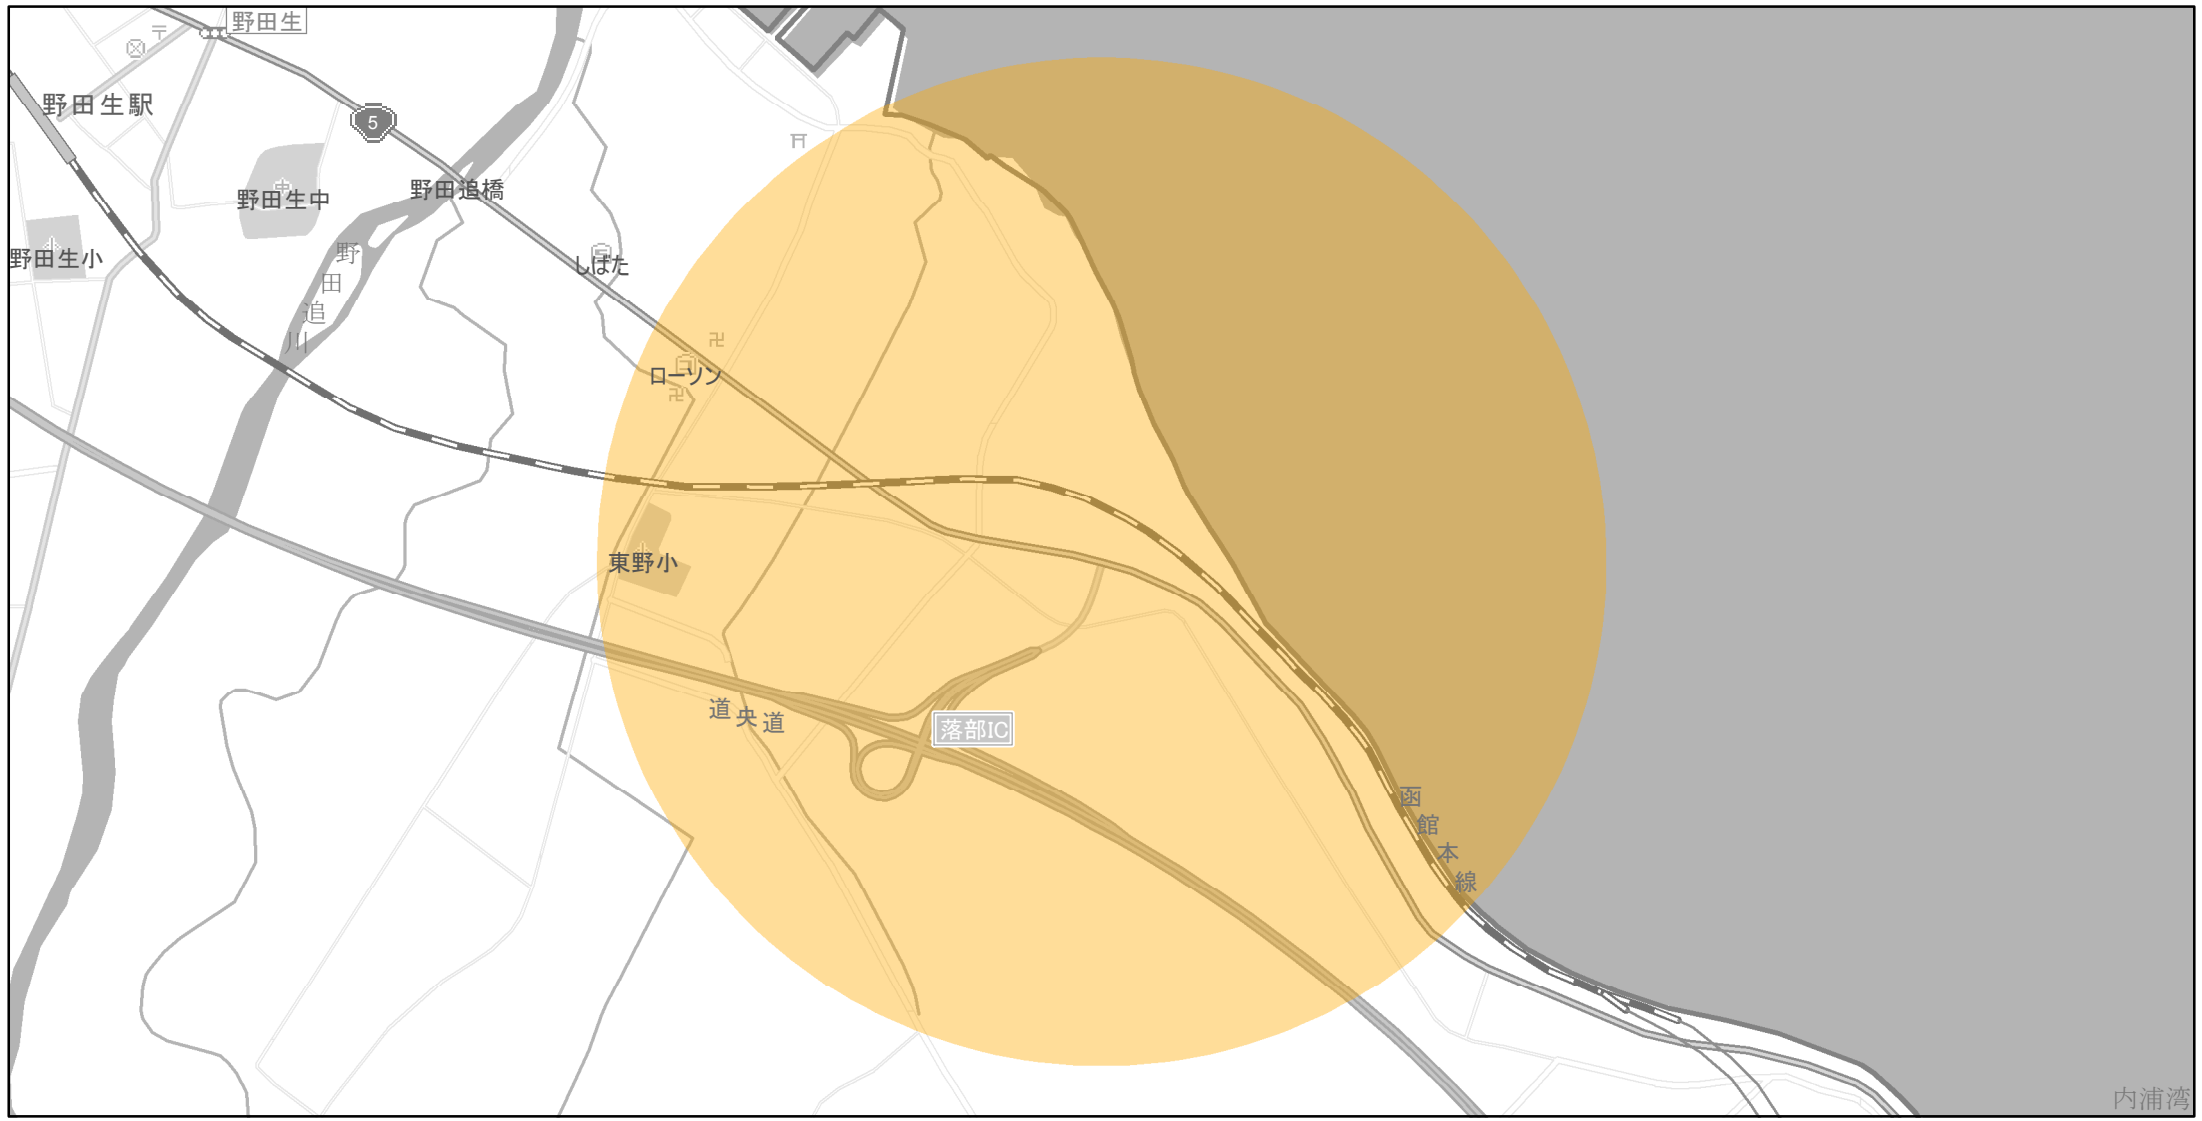 野田生
野田生駅
5
野田生中
野田追橋
野田生小
野田追川
しばた
ローソン
東野小
道央道
落部IC
函館本線
内浦湾